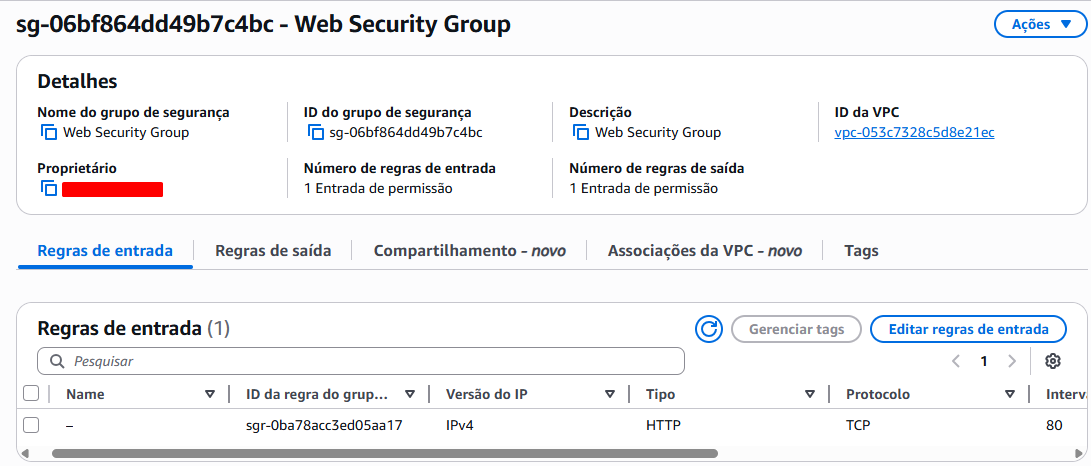 sg-06bf864dd49b7c4bc - Web Security Group
Ações
Detalhes
Nome do grupo de segurança
Web Security Group
ID do grupo de segurança
sg-06bf864dd49b7c4bc
Descrição
Web Security Group
ID da VPC
vpc-053c7328c5d8e21ec
Proprietário
Número de regras de entrada
1 Entrada de permissão
Número de regras de saída
1 Entrada de permissão
Regras de entrada
Regras de saída
Compartilhamento - novo
Associações da VPC - novo
Tags
Regras de entrada (1)
Gerenciar tags
Editar regras de entrada
Pesquisar
1
Name
ID da regra do grup...
Versão do IP
Tipo
Protocolo
Interv
–
sgr-0ba78acc3ed05aa17
IPv4
HTTP
TCP
80